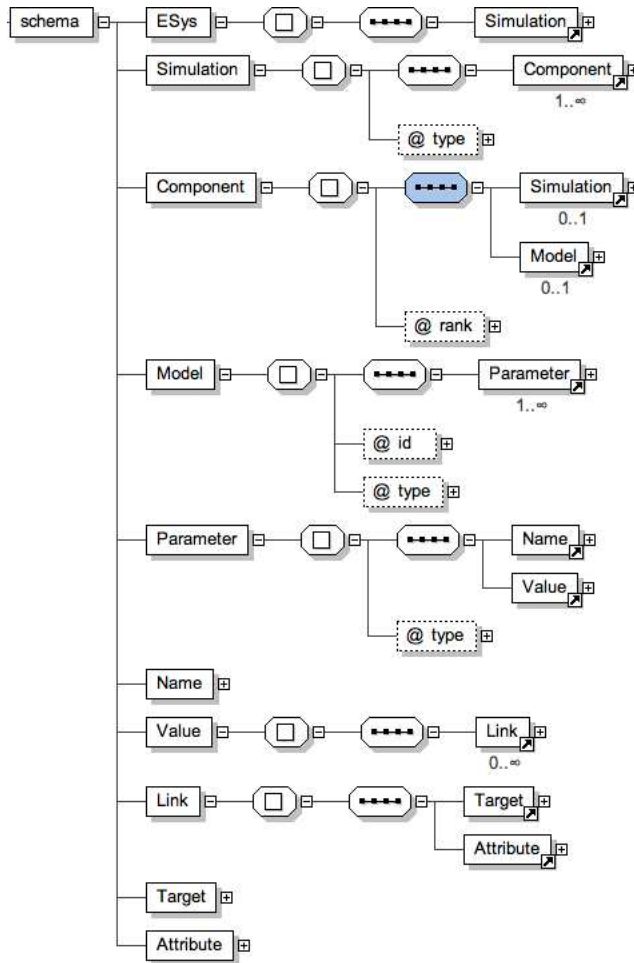 schema
ESys
Simulation
Simulation
Component
1..∞
@ type
Component
Simulation
0..1
Model
0..1
@ rank
Model
Parameter
1..∞
@ id
@ type
Parameter
Name
Value
@ type
Name
Value
Link
0..∞
Link
Target
Attribute
Target
Attribute